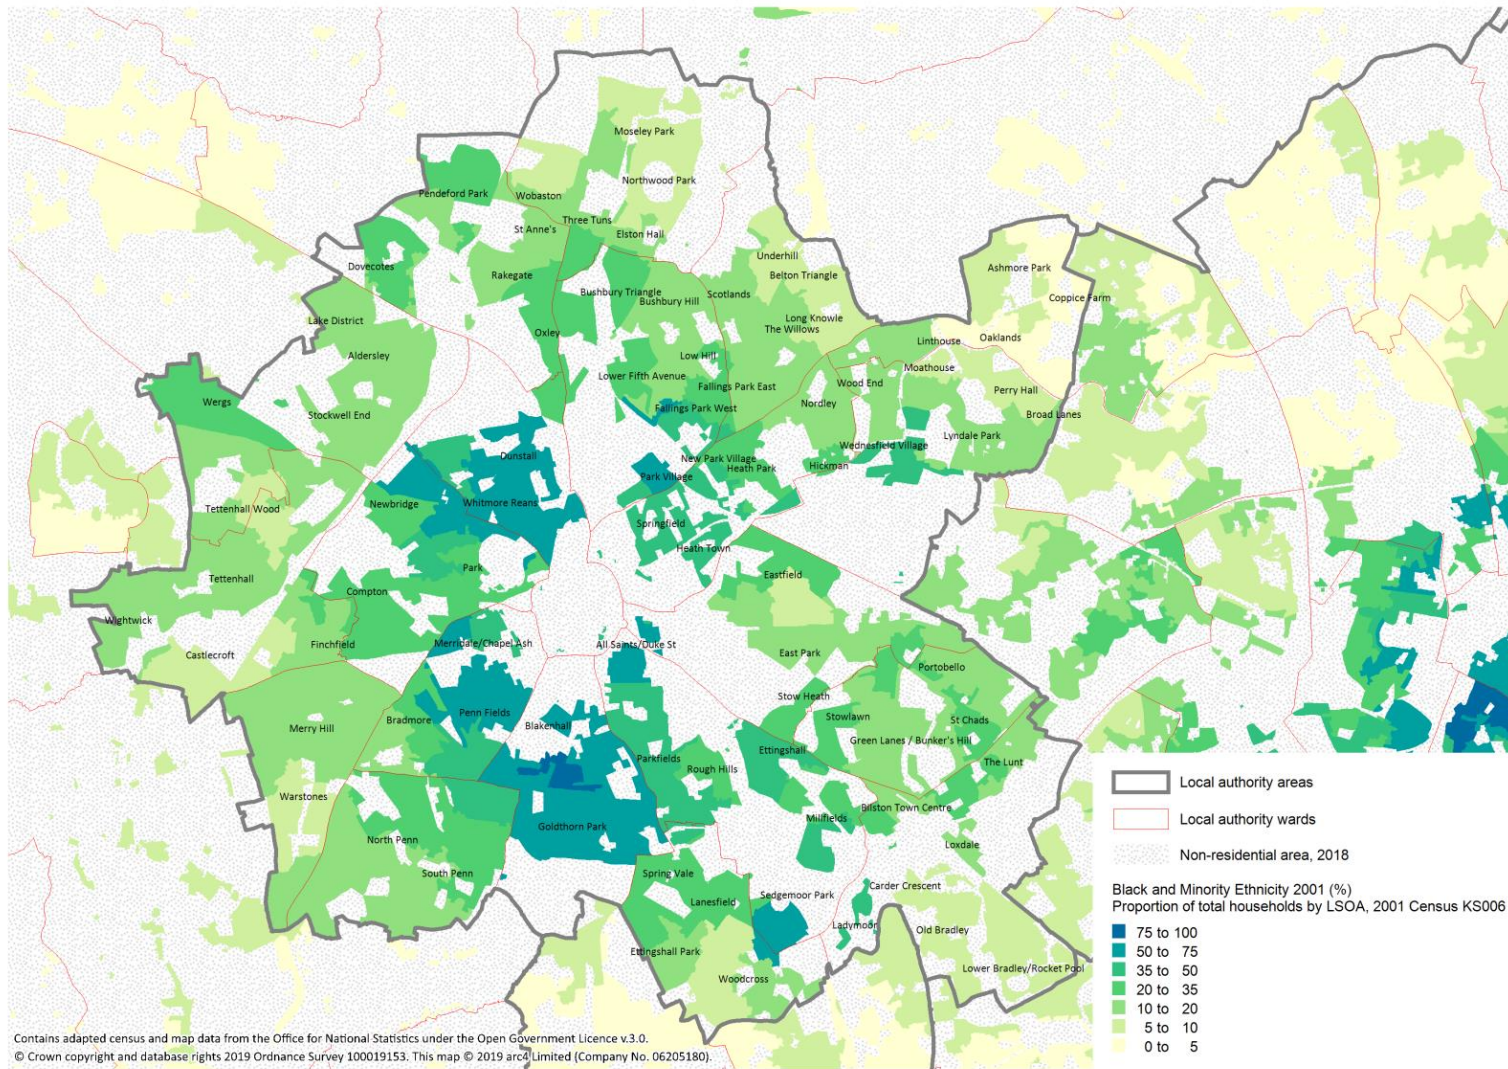 Moseley Park
Northwood Park
Pendeford Park
Wobaston
Three Tuns
St Anne's
Elston Hall
Underhill
Dovecotes
Rakegate
Belton Triangle
Ashmore Park
Bushbury Triangle
Scotlands
Bushbury Hill
Coppice Farm
Lake District
Long Knowle
Oxley
The Willows
Oaklands
Linthouse
Aldersley
Low Hill
Moathouse
Lower Fifth Avenue
Wood End
Fallings Park East
Perry Hall
Wergs
Nordley
Stockwell End
Fallings Park West
Broad Lanes
Lyndale Park
Wednesfield Village
Dunstall
New Park Village
Hickman
Heath Park
Park Village
Newbridge
Whitmore Reans
Tettenhall Wood
Springfield
Heath Town
Park
Eastfield
Tettenhall
Compton
Wightwick
Finchfield
Merridale/Chapel Ash
All Saints/Duke St
Castlecroft
East Park
Portobello
Stow Heath
Penn Fields
Stowlawn
St Chads
Bradmore
Blakenhall
Merry Hill
Green Lanes / Bunker's Hill
Ettingshall
Parkfields
The Lunt
Rough Hills
Warstones
Bilston Town Centre
Millfields
Goldthorn Park
North Penn
Loxdale
South Penn
Spring Vale
Carder Crescent
Sedgemoor Park
Lanesfield
Ladymoor
Old Bradley
Ettingshall Park
Lower Bradley/Rocket Pool
Woodcross
Local authority areas
Local authority wards
Non-residential area, 2018
Black and Minority Ethnicity 2001 (%)
Proportion of total households by LSOA, 2001 Census KS006
75 to 100
50 to 75
35 to 50
20 to 35
10 to 20
5 to 10
0 to 5
Contains adapted census and map data from the Office for National Statistics under the Open Government Licence v.3.0.
© Crown copyright and database rights 2019 Ordnance Survey 100019153. This map © 2019 arc4 Limited (Company No. 06205180).